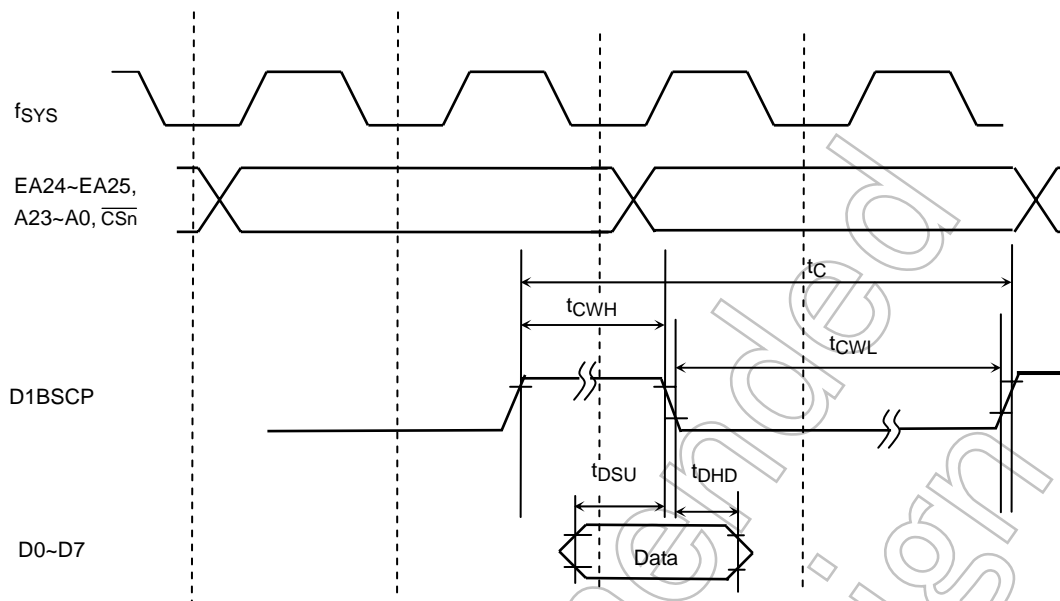 fSYS
EA24~EA25,
A23~A0, CSn
tC
tCWH
tCWL
D1BSCP
tDSU
tDHD
D0~D7
Data